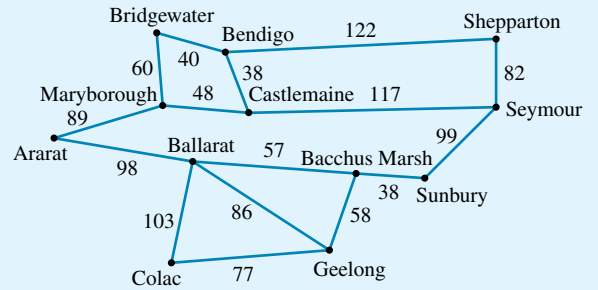 Bridgewater
Shepparton
Bendigo
122
40
60
38
82
Maryborough
48
Castlemaine
117
Seymour
89
99
Ararat
Ballarat
57
Bacchus Marsh
98
38
Sunbury
103
86
58
Colac
77
Geelong